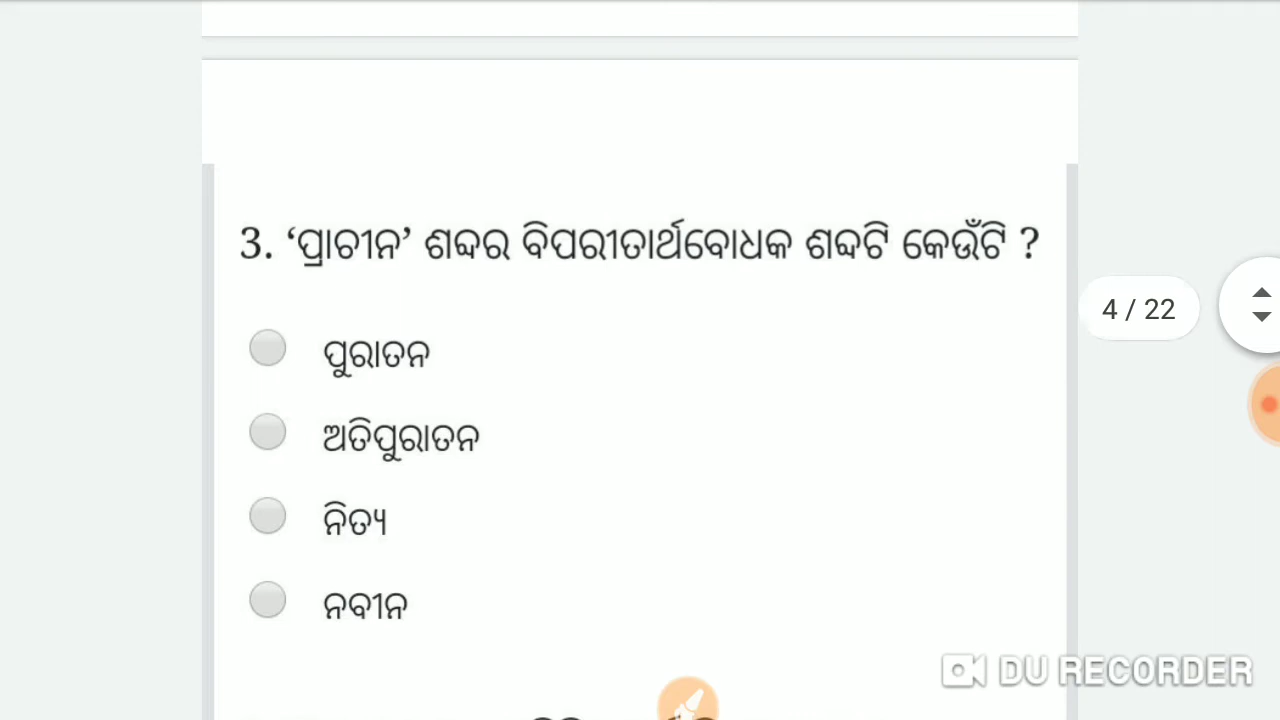 3. ‘ପ୍ରାଚୀନ’ ଶବ୍ଦର ବିପରୀତାର୍ଥବୋଧକ ଶବ୍ଦଟି କେଉଁଟି ?
ପୁରାତନ
4 / 22
ଅତିପୁରାତନ
ନିତ୍ୟ
ନବୀନ
DU RECORDER